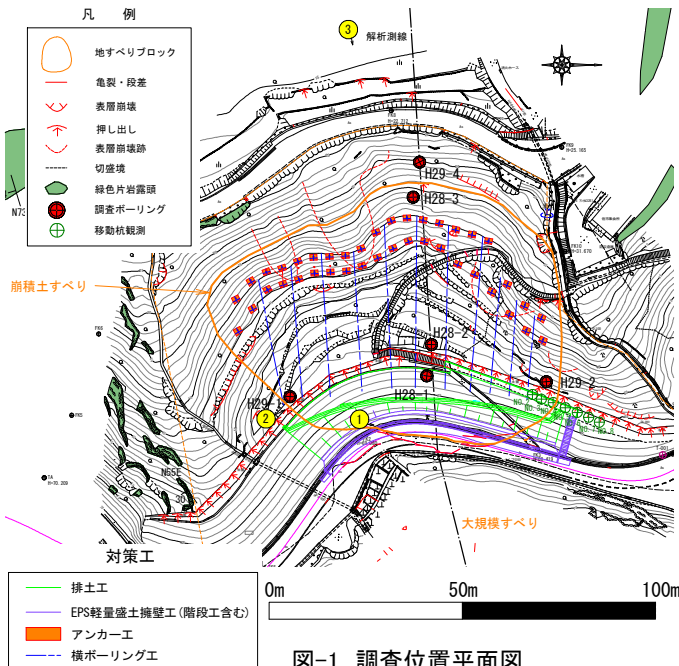 凡 例
地すべりブロック
亀裂・段差
表層崩壊
押し出し
表層崩壊跡
切盛境
緑色片岩露頭
調査ボーリング
移動杭観測
3
解析測線
N73
H29-4
H28-3
崩積土すべり
H28-2
H28-1
H29-2
H29-1
2
1
N65E
30
大規模すべり
対策工
排土工
EPS軽量盛土擁壁工(階段工含む)
アンカー工
横ボーリング工
0m
50m
100m
図-1 調査位置平面図